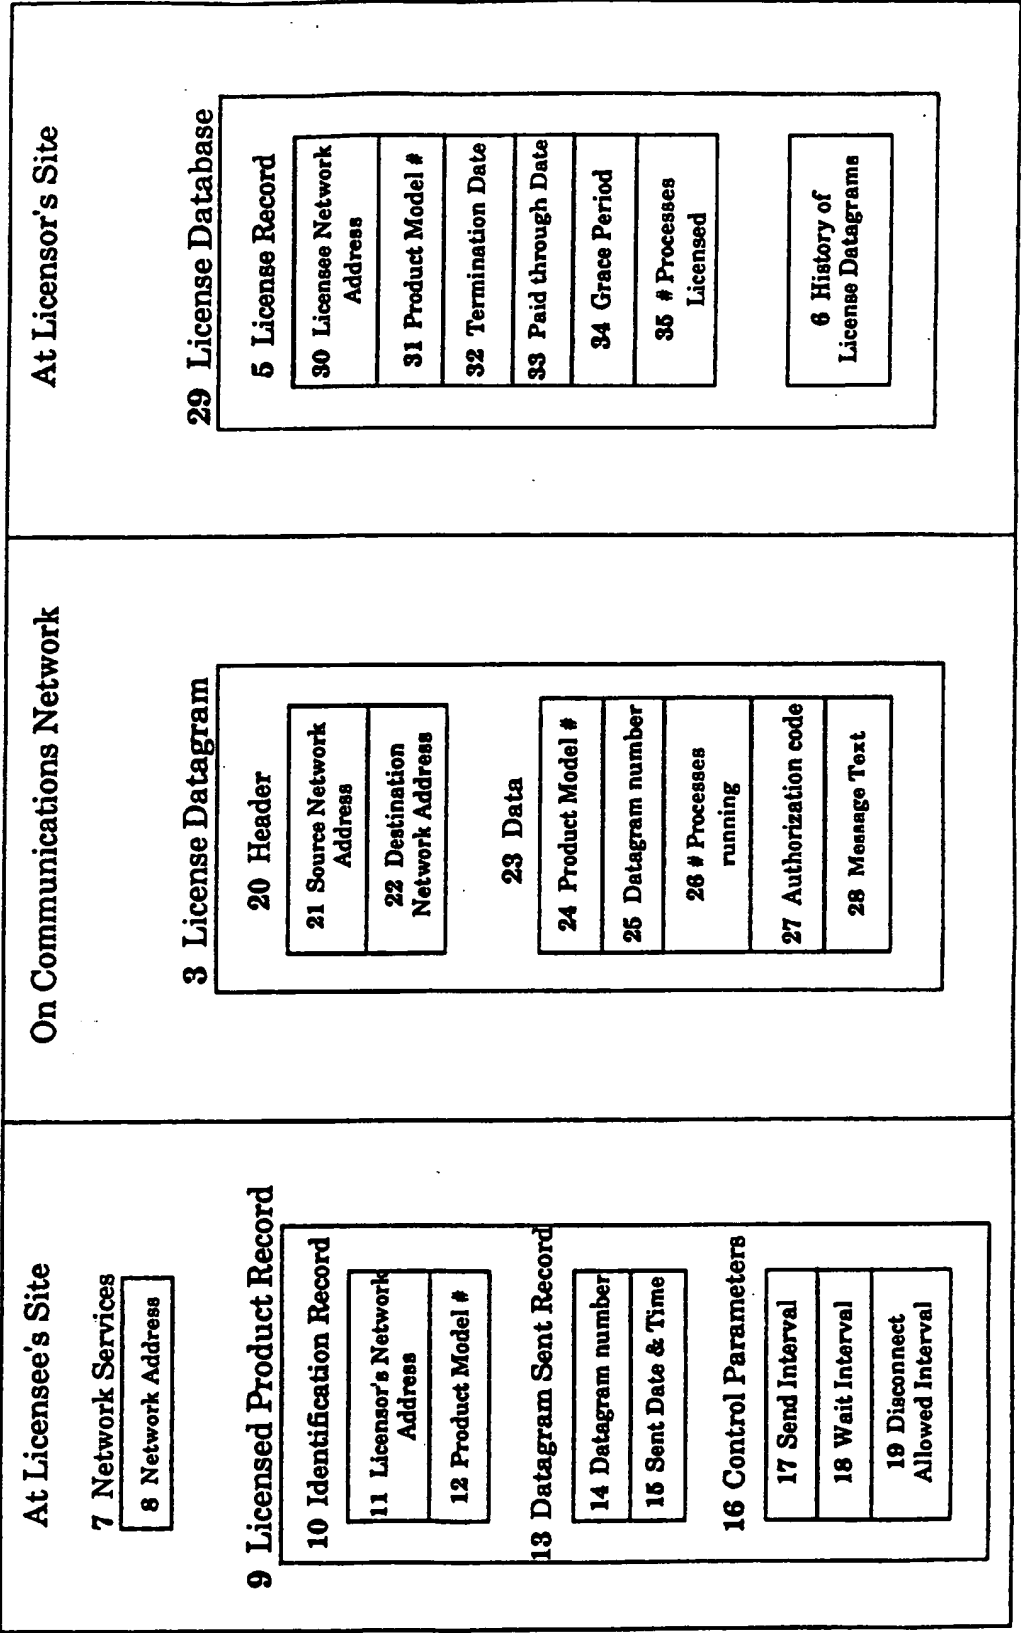 At Licensee's Site
7 Network Services
8 Network Address
9 Licensed Product Record
10 Identification Record
11 Licensor's Network
Address
12 Product Model #
13 Datagram Sent Record
14 Datagram number
15 Sent Date & Time
16 Control Parameters
17 Send Interval
18 Wait Interval
19 Disconnect
Allowed Interval
On Communications Network
3 License Datagram
20 Header
21 Source Network
Address
22 Destination
Network Address
23 Data
24 Product Model #
25 Datagram number
26 # Processes
running
27 Authorization code
28 Message Text
At Licensor's Site
29 License Database
5 License Record
30 Licensee Network
Address
31 Product Model #
32 Termination Date
33 Paid through Date
34 Grace Period
35 # Processes
Licensed
6 History of
License Datagrams